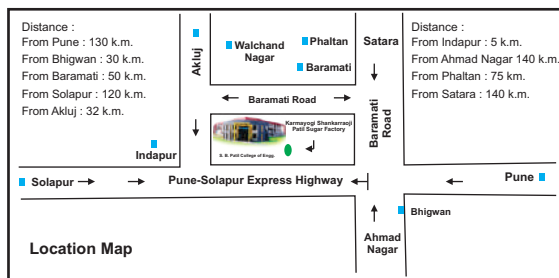 Distance :
From Pune : 130 k.m.
From Bhigwan : 30 k.m.
From Baramati : 50 k.m.
From Solapur : 120 k.m.
From Akluj : 32 k.m.
Akluj
Walchand
Nagar
Phaltan
Baramati
Satara
Distance :
From Indapur : 5 k.m.
From Ahmad Nagar 140 k.m.
From Phaltan : 75 km.
From Satara : 140 k.m.
Baramati Road
Baramati
Road
Karmayogi Shankarraoji
Patil Sugar Factory
S. B. Patil College of Engg.
Indapur
Solapur
Pune-Solapur Express Highway
Pune
Bhigwan
Ahmad
Nagar
Location Map